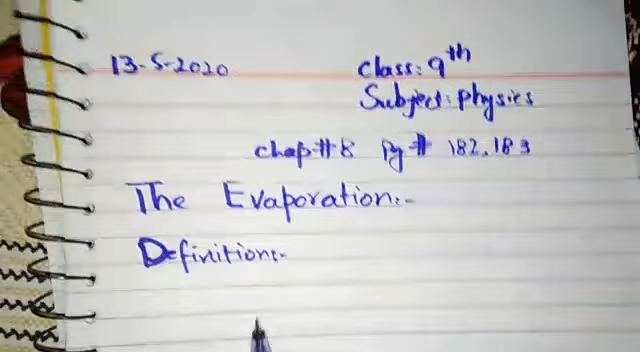 13-5-2020
class: 9th
Subject: physics
chap# 8 Pg# 182,183
The Evaporation:-
Definition:-